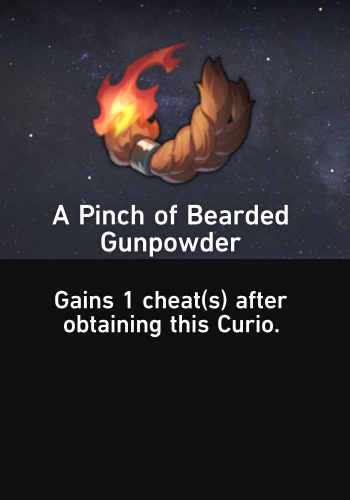 A Pinch of Bearded
Gunpowder
Gains 1 cheat(s) after
obtaining this Curio.